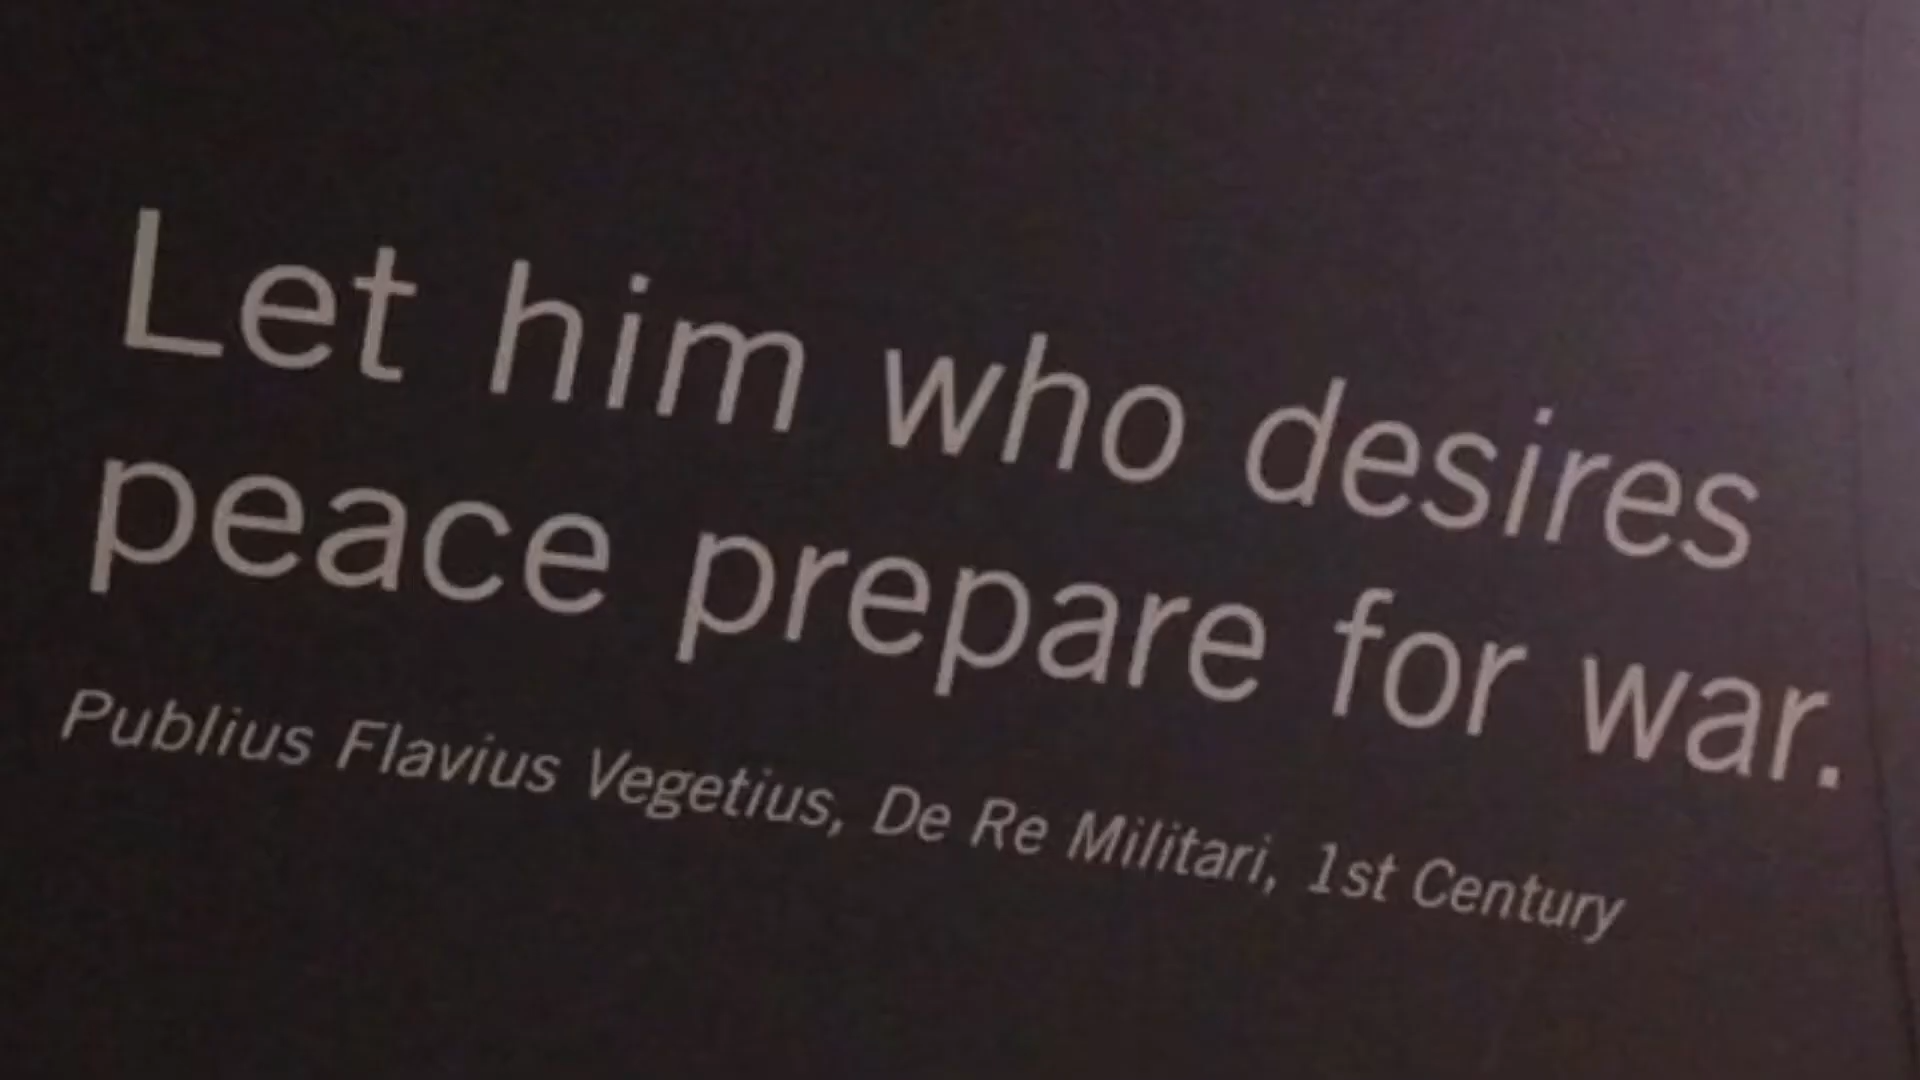 Let him who desires
peace prepare for war.
Publius Flavius Vegetius, De Re Militari, 1st Century